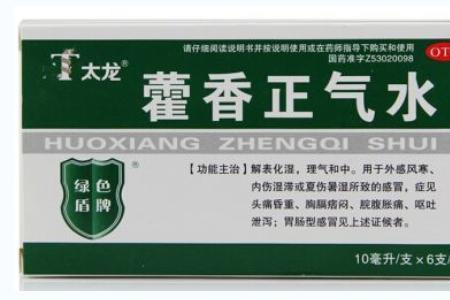 请仔细阅读说明书并按说明使用或在药师指导下购买和使用
国药准字Z53020098
OT
太龙®
藿香正气水
HUOXIANG ZHENGQI SHUI
绿色
盾牌
®
【功能主治】解表化湿，理气和中。用于外感风寒、
内伤湿滞或夏伤暑湿所致的感冒，症见
头痛昏重、胸膈痞闷、脘腹胀痛、呕吐
泄泻；胃肠型感冒见上述证候者。
10毫升/支×6支/